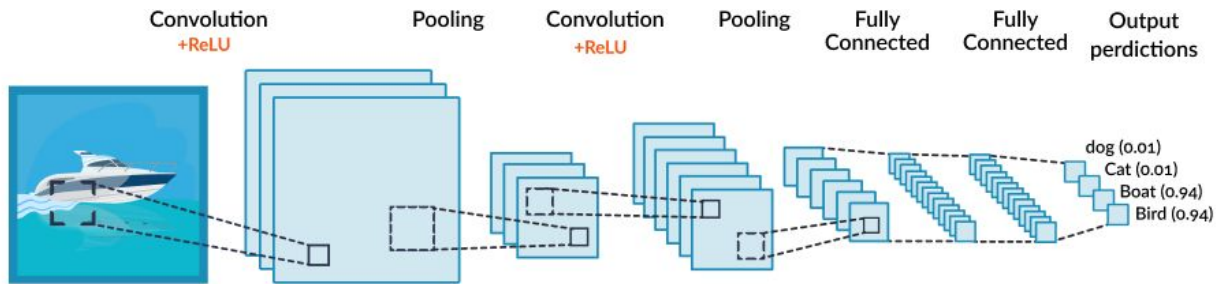 Convolution
+ReLU
Pooling
Convolution
+ReLU
Pooling
Fully
Connected
Fully
Connected
Output
perdictions
dog (0.01)
Cat (0.01)
Boat (0.94)
Bird (0.94)